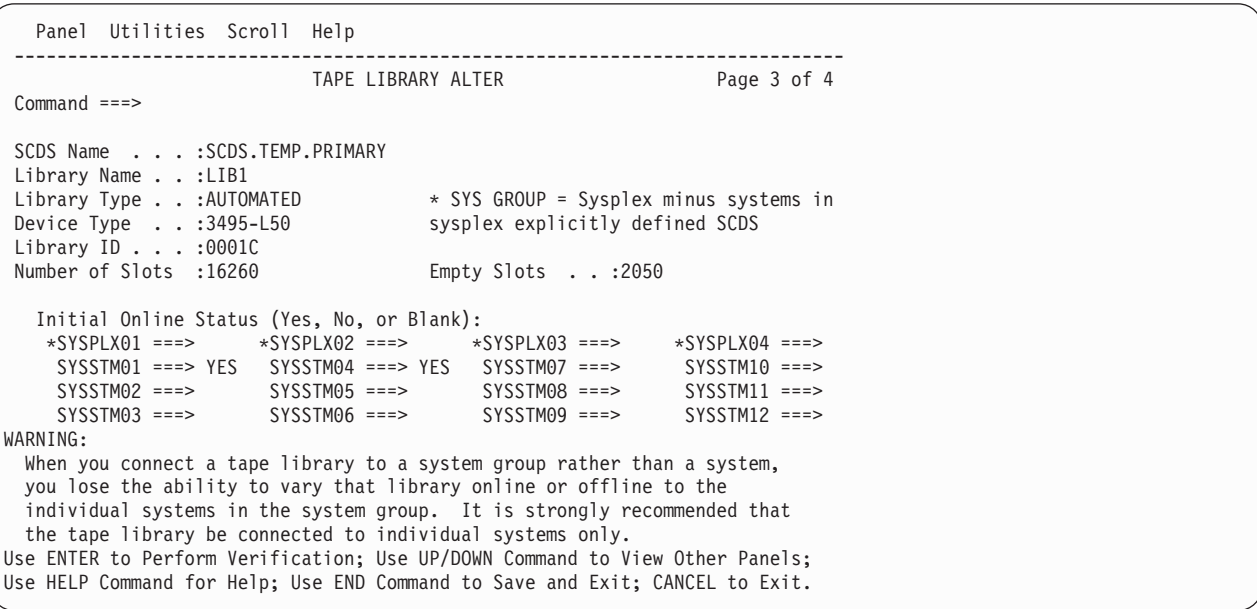 Panel Utilities Scroll Help
-------------------------------------------------------------------------------
TAPE LIBRARY ALTER Page 3 of 4
Command ===>
SCDS Name . . . :SCDS.TEMP.PRIMARY
Library Name . . :LIB1
Library Type . . :AUTOMATED * SYS GROUP = Sysplex minus systems in
Device Type . . :3495-L50 sysplex explicitly defined SCDS
Library ID . . . :0001C
Number of Slots :16260 Empty Slots . . :2050
Initial Online Status (Yes, No, or Blank):
*SYSPLX01 ===> *SYSPLX02 ===> *SYSPLX03 ===> *SYSPLX04 ===>
SYSSTM01 ===> YES SYSSTM04 ===> YES SYSSTM07 ===> SYSSTM10 ===>
SYSSTM02 ===> SYSSTM05 ===> SYSSTM08 ===> SYSSTM11 ===>
SYSSTM03 ===> SYSSTM06 ===> SYSSTM09 ===> SYSSTM12 ===>
WARNING:
When you connect a tape library to a system group rather than a system,
you lose the ability to vary that library online or offline to the
individual systems in the system group. It is strongly recommended that
the tape library be connected to individual systems only.
Use ENTER to Perform Verification; Use UP/DOWN Command to View Other Panels;
Use HELP Command for Help; Use END Command to Save and Exit; CANCEL to Exit.